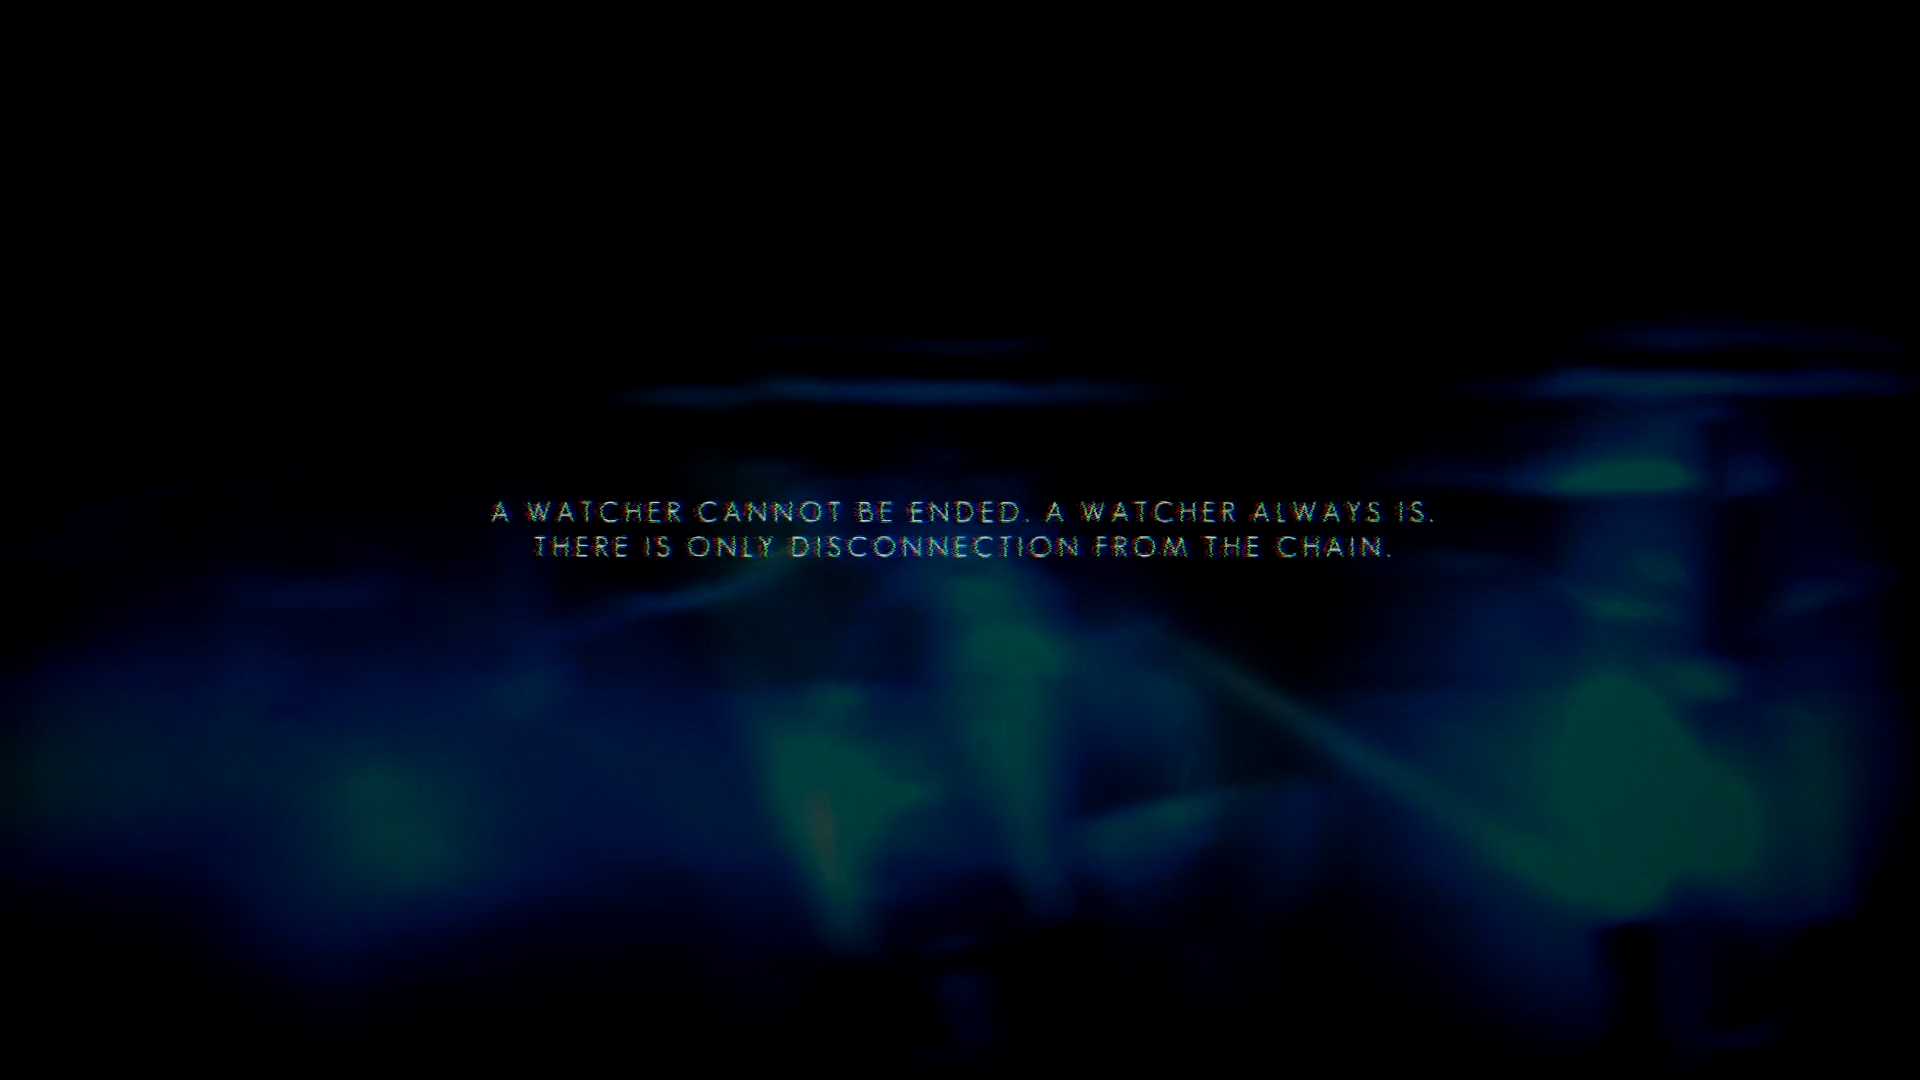 A WATCHER CANNOT BE ENDED. A WATCHER ALWAYS IS.
THERE IS ONLY DISCONNECTION FROM THE CHAIN.